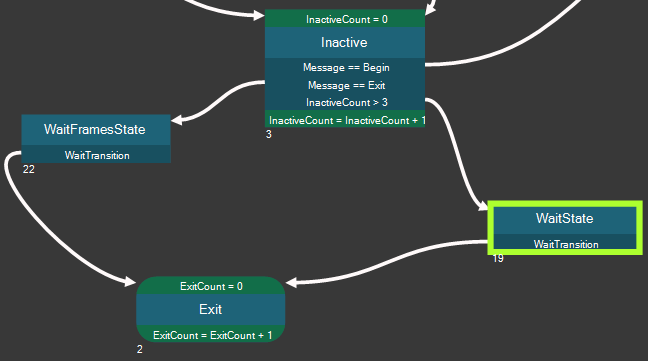 InactiveCount = 0
Inactive
Message == Begin
Message == Exit
InactiveCount > 3
InactiveCount = InactiveCount + 1
3
WaitFramesState
WaitTransition
22
WaitState
WaitTransition
19
ExitCount = 0
Exit
ExitCount = ExitCount + 1
2